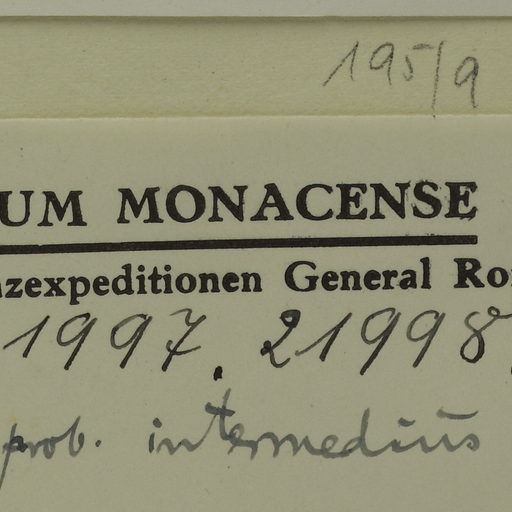 195/9
UM MONACENSE
nzexpeditionen General Ro
1997. 21998
prob. intermedius